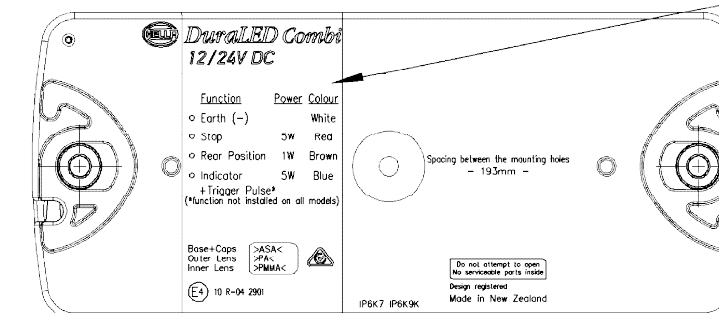 HELLA
DuraLED Combi
12/24V DC
Function Power Colour
Earth (-) White
Stop 5W Red
Rear Position 1W Brown
Indicator 5W Blue
+Trigger Pulse*
(*function not installed on all models)
Spacing between the mounting holes
- 193mm -
Base+Caps >ASA<
Outer Lens >PA<
Inner Lens >PMMA<
E4 10 R-04 2901
IP6K7 IP6K9K
Do not attempt to open
No serviceable parts inside
Design registered
Made in New Zealand